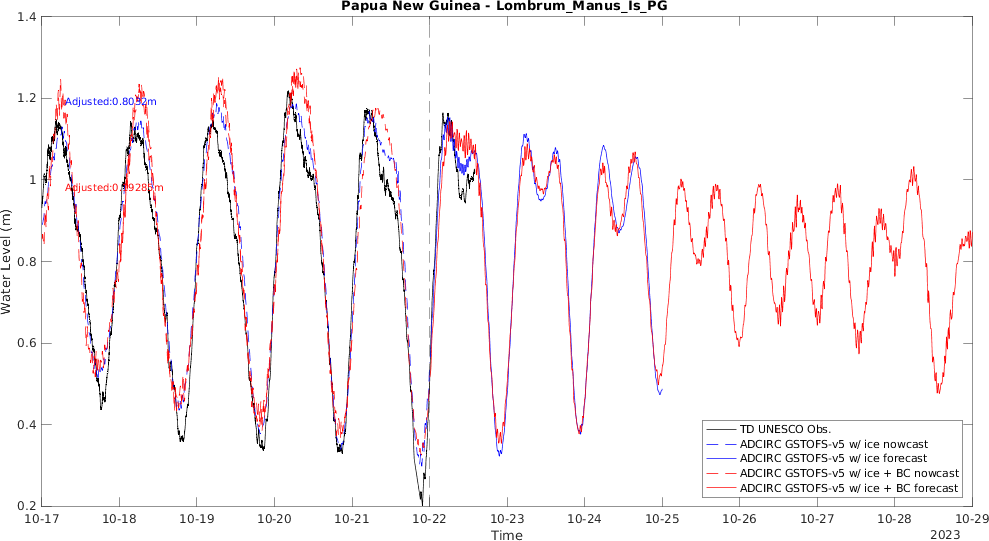 Papua New Guinea - Lombrum_Manus_Is_PG
1.4
1.2
1
0.8
0.6
0.4
0.2
Water Level (m)
Adjusted:0.8032m
TD UNESCO Obs.
ADCIRC GSTOFS-v5 w/ ice nowcast
ADCIRC GSTOFS-v5 w/ ice forecast
ADCIRC GSTOFS-v5 w/ ice + BC nowcast
ADCIRC GSTOFS-v5 w/ ice + BC forecast
10-17 10-18 10-19 10-20 10-21 10-22 10-23 10-24 10-25 10-26 10-27 10-28 10-29
Time
2023